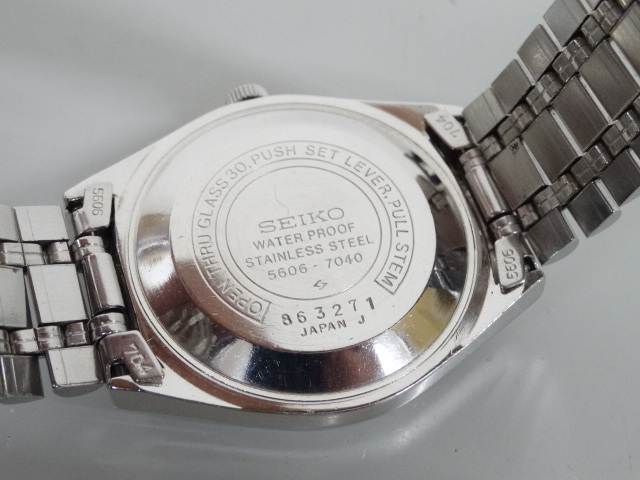 OPEN THRU GLASS.30.PUSH SET LEVER.PULL STEM
SEIKO
WATER PROOF
STAINLESS STEEL
5606-7040
863271
JAPAN J
5606
704
704
5606